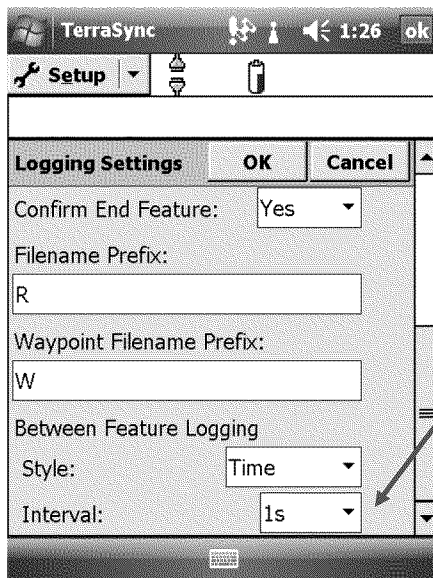 TerraSync 1:26 ok
Setup
Logging Settings OK Cancel
Confirm End Feature: Yes
Filename Prefix:
R
Waypoint Filename Prefix:
W
Between Feature Logging
Style: Time
Interval: 1s